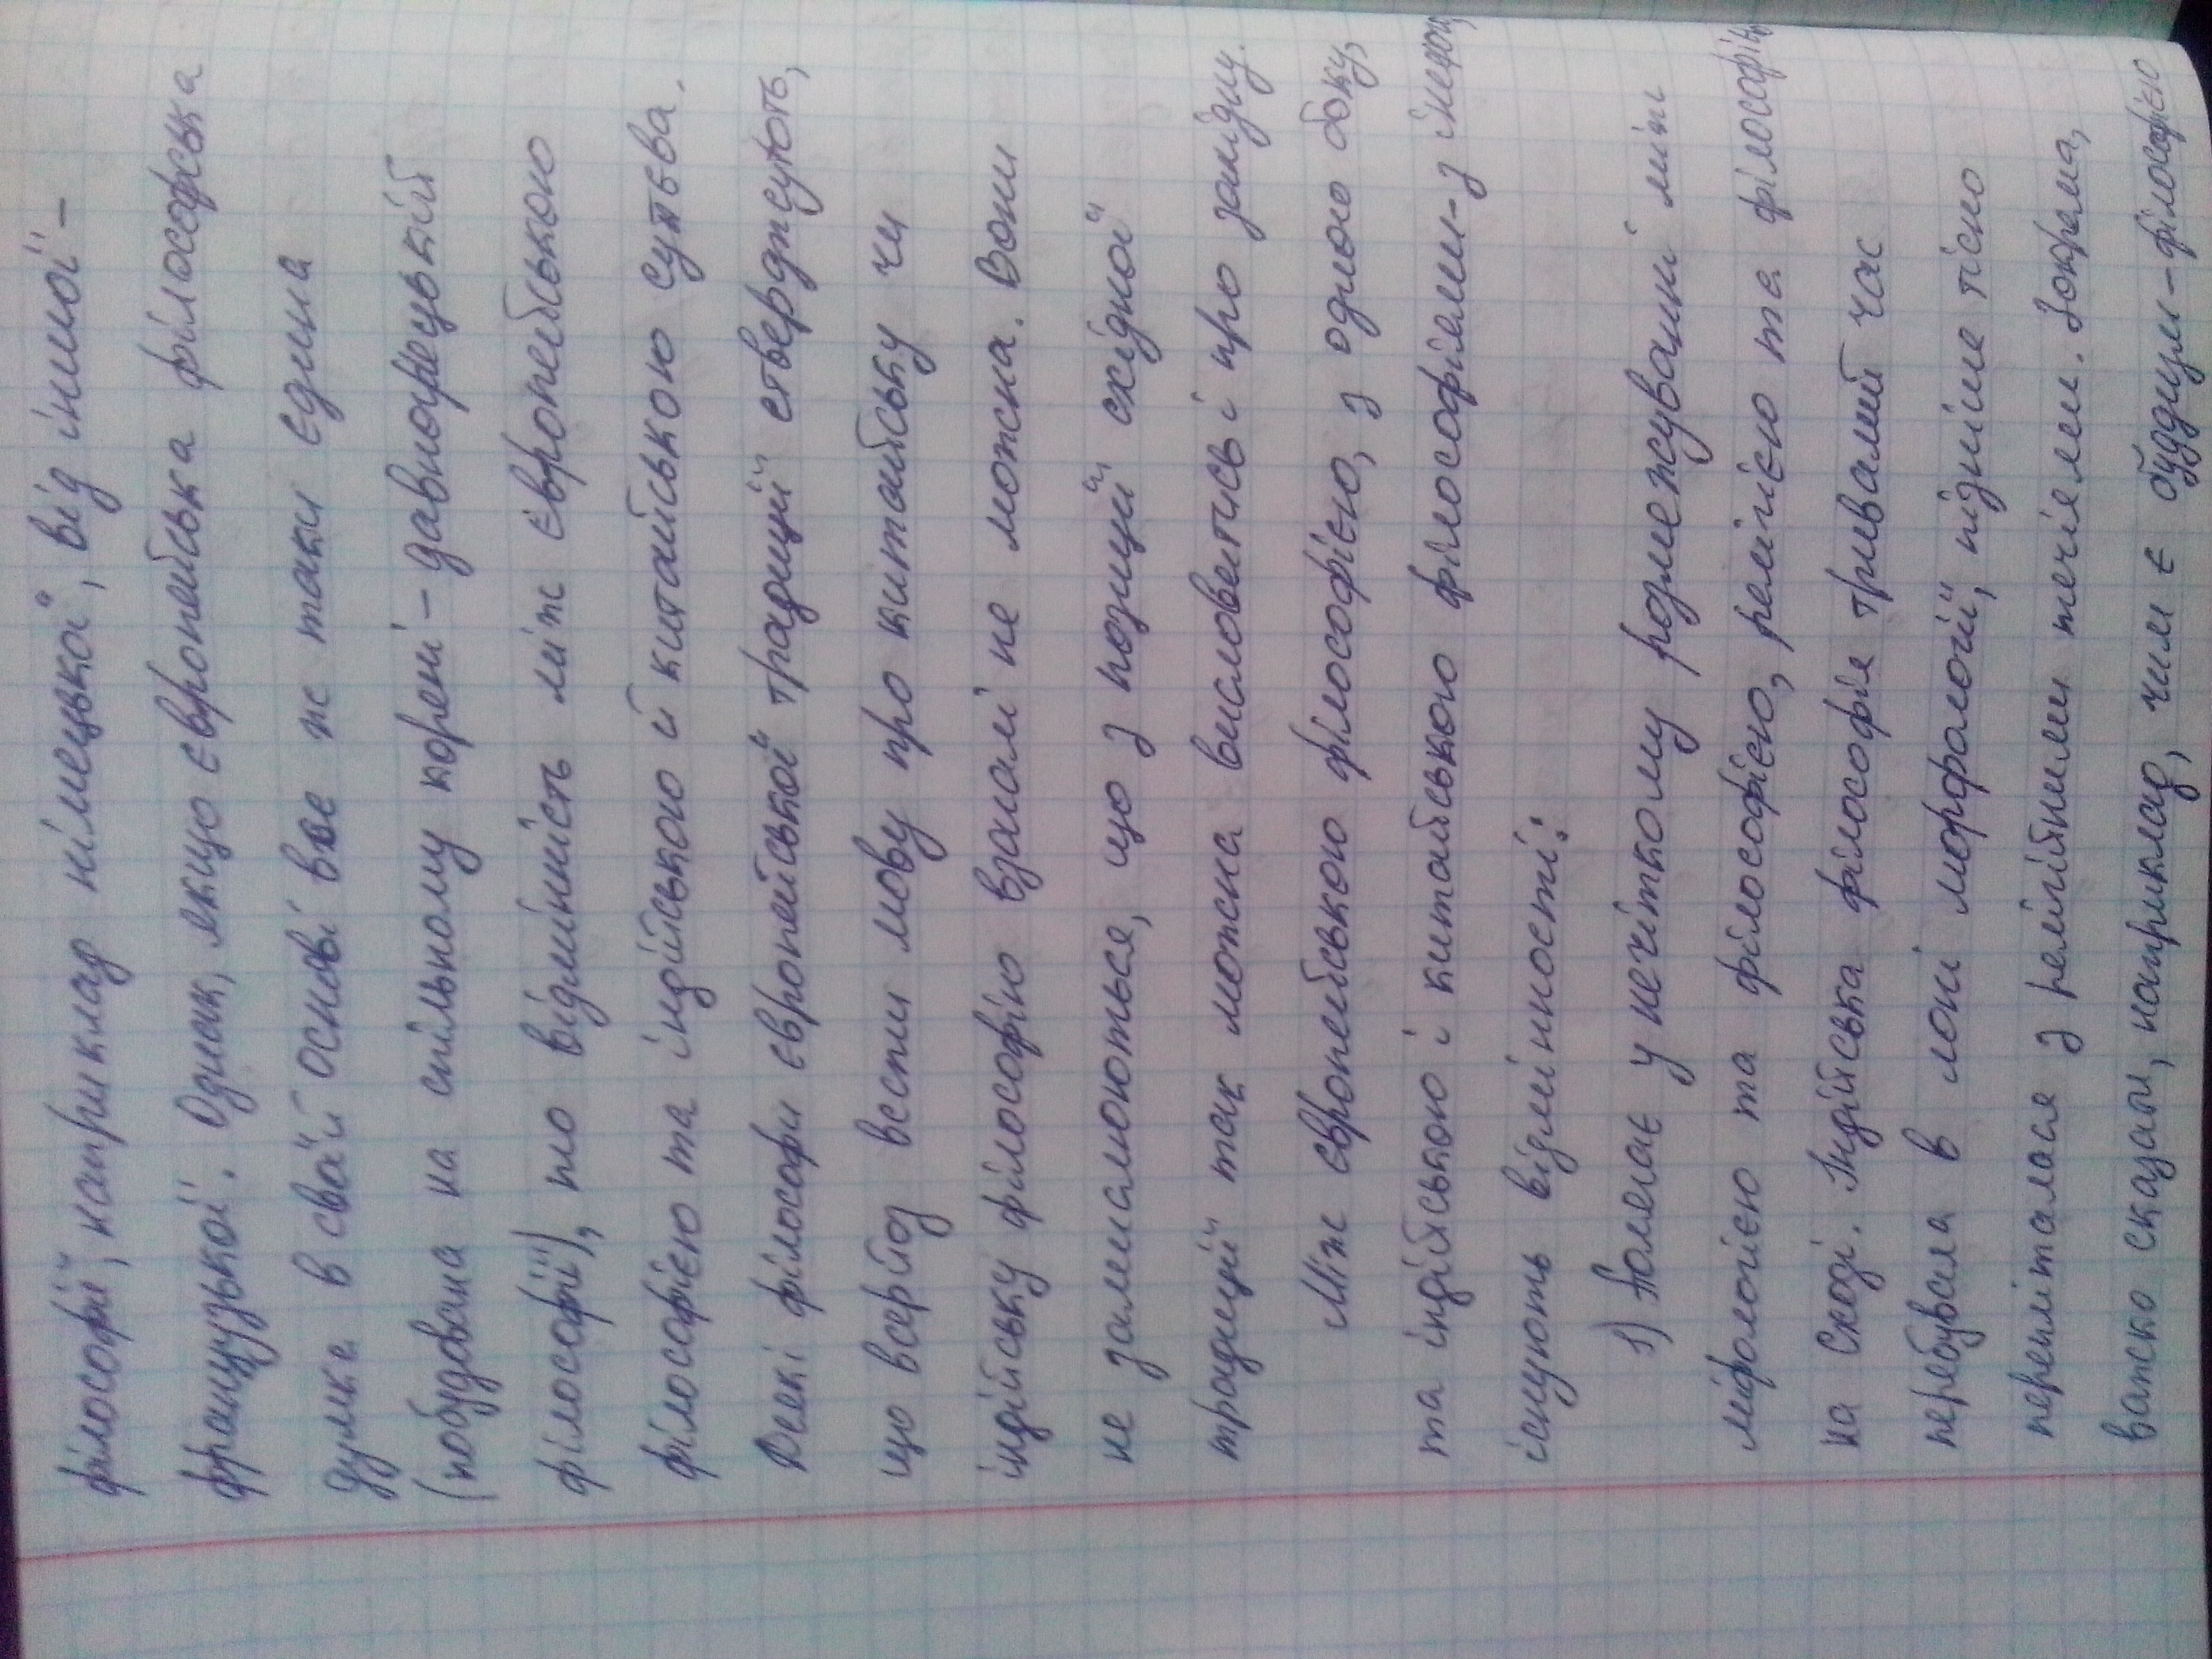 філософії, наприклад німецької, від іншої –
французької. Однак, якщо європейська філософська
думка в своїй основі все ж таки єдина
(побудована на спільному корені – давногрецькій
філософії), то відмінність між європейською
філософією та індійською й китайською суттєва.
Деякі філософи європейської традиції стверджують,
що всерйоз вести мову про китайську чи
індійську філософію взагалі не можна. Вони
не замислюються, що з позиції східної
традиції так можна висловитись і про західну.
Між європейською філософією, з одного боку,
та індійською і китайською філософіями – з іншого,
існують відмінності:
1) Полягає у нечіткому розмежуванні між
міфологією та філософією, релігією та філософією
на Сході. Індійська філософія тривалий час
перебувала в лоні морфології, пізніше тісно
перепліталася з релігійними течіями. Зокрема,
важко сказати, наприклад, чим є буддизм – філософією